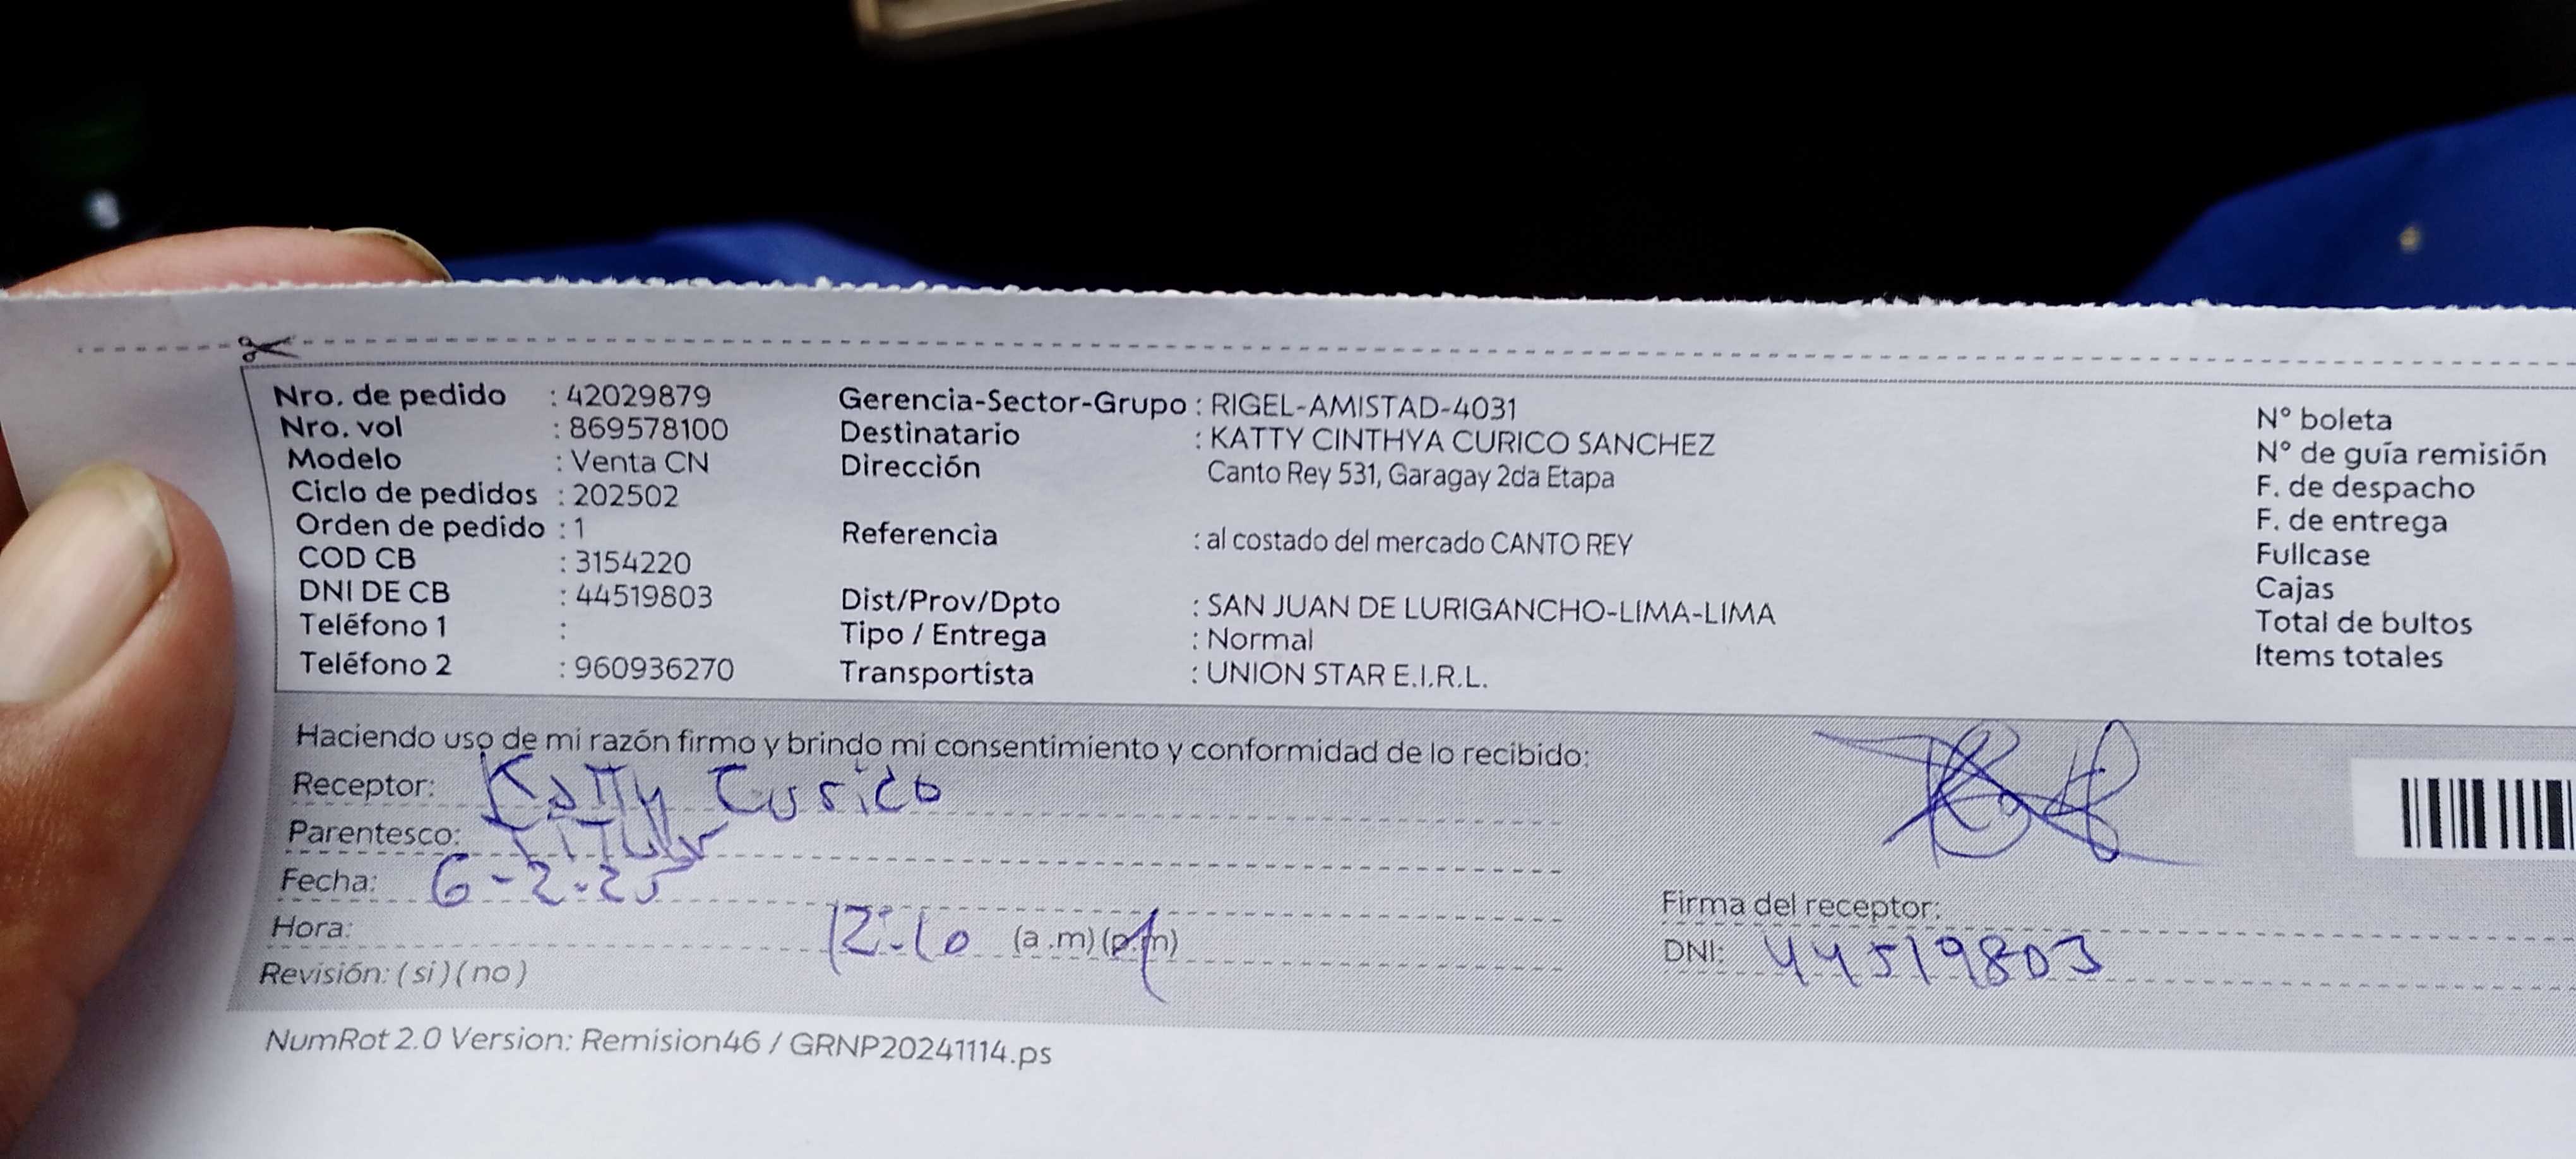 Nro. de pedido : 42029879 Gerencia-Sector-Grupo : RIGEL-AMISTAD-4031 N° boleta
Nro. vol : 869578100 Destinatario : KATTY CINTHYA CURICO SANCHEZ N° de guía remisión
Modelo : Venta CN Dirección Canto Rey 531, Garagay 2da Etapa F. de despacho
Ciclo de pedidos : 202502 F. de entrega
Orden de pedido : 1 Referencia : al costado del mercado CANTO REY Fullcase
COD CB : 3154220 Cajas
DNI DE CB : 44519803 Dist/Prov/Dpto : SAN JUAN DE LURIGANCHO-LIMA-LIMA Total de bultos
Teléfono 1 : Tipo / Entrega : Normal Items totales
Teléfono 2 : 960936270 Transportista : UNION STAR E.I.R.L.
Haciendo uso de mi razón firmo y brindo mi consentimiento y conformidad de lo recibido:
Receptor: Katty Curico
Parentesco: Titular
Fecha: 6-2-25
Hora: 12:10 (a.m)(p.m)
Revisión: (si)(no)
Firma del receptor:
DNI: 44519803
NumRot 2.0 Version: Remision46 / GRNP20241114.ps